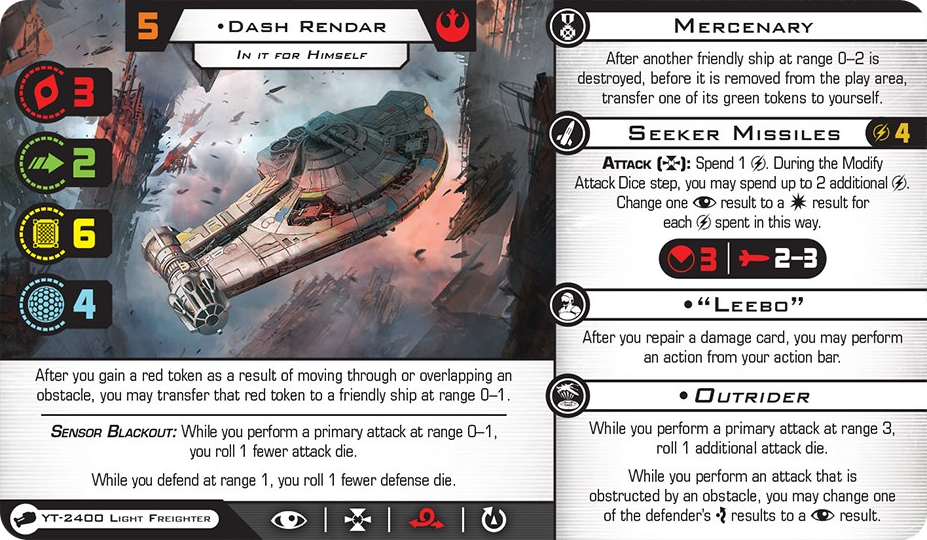 5
•Dash Rendar
In it for Himself
3
2
6
4
After you gain a red token as a result of moving through or overlapping an
obstacle, you may transfer that red token to a friendly ship at range 0–1.
Sensor Blackout: While you perform a primary attack at range 0–1,
you roll 1 fewer attack die.
While you defend at range 1, you roll 1 fewer defense die.
YT-2400 Light Freighter
Mercenary
After another friendly ship at range 0–2 is
destroyed, before it is removed from the play area,
transfer one of its green tokens to yourself.
Seeker Missiles 4
Attack ( ): Spend 1 . During the Modify
Attack Dice step, you may spend up to 2 additional .
Change one result to a result for
each spent in this way.
3 2–3
•“Leebo”
After you repair a damage card, you may perform
an action from your action bar.
•Outrider
While you perform a primary attack at range 3,
roll 1 additional attack die.
While you perform an attack that is
obstructed by an obstacle, you may change one
of the defender's results to a result.